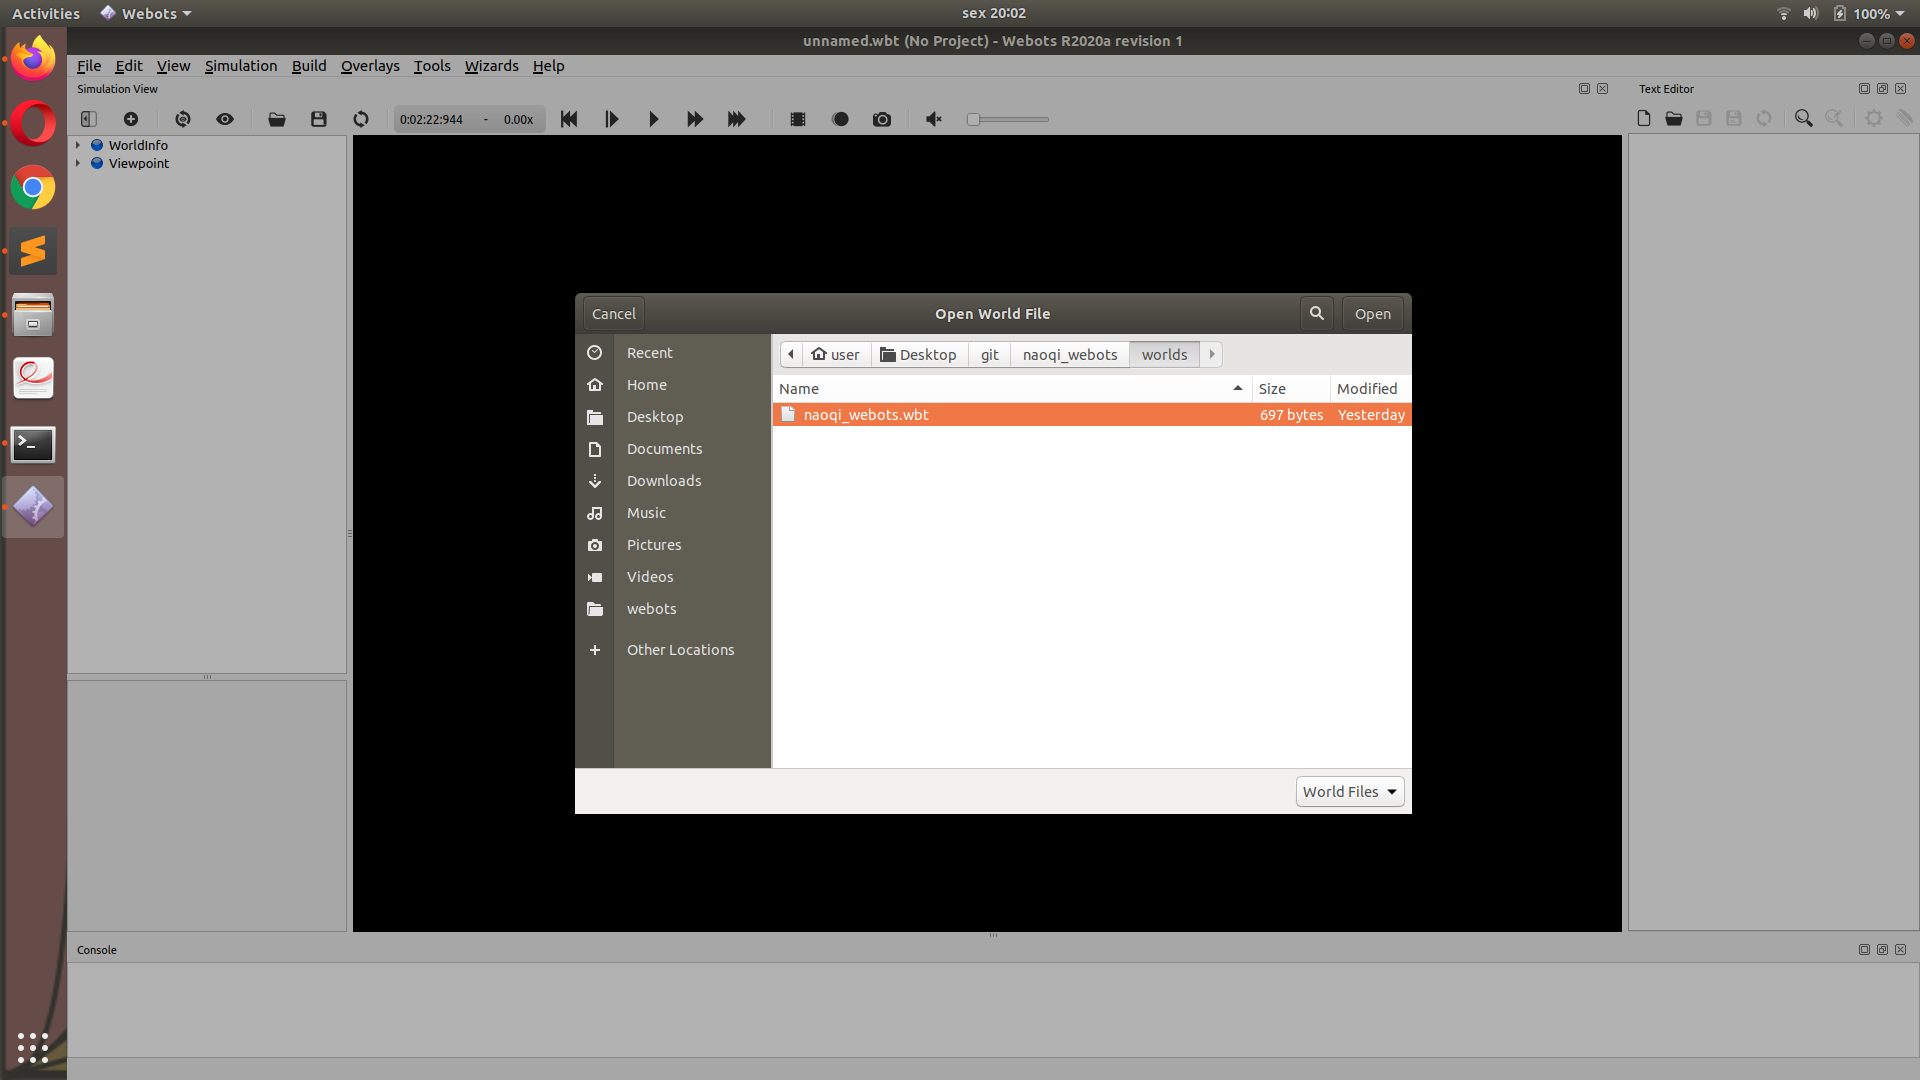 Activities Webots sex 20:02 100%
unnamed.wbt (No Project) - Webots R2020a revision 1
File Edit View Simulation Build Overlays Tools Wizards Help
Simulation View Text Editor
0:02:22:944 - 0.00x
WorldInfo
Viewpoint
Cancel Open World File Open
Recent
Home
Desktop
Documents
Downloads
Music
Pictures
Videos
webots
Other Locations
user Desktop git naoqi_webots worlds
Name Size Modified
naoqi_webots.wbt 697 bytes Yesterday
World Files
Console